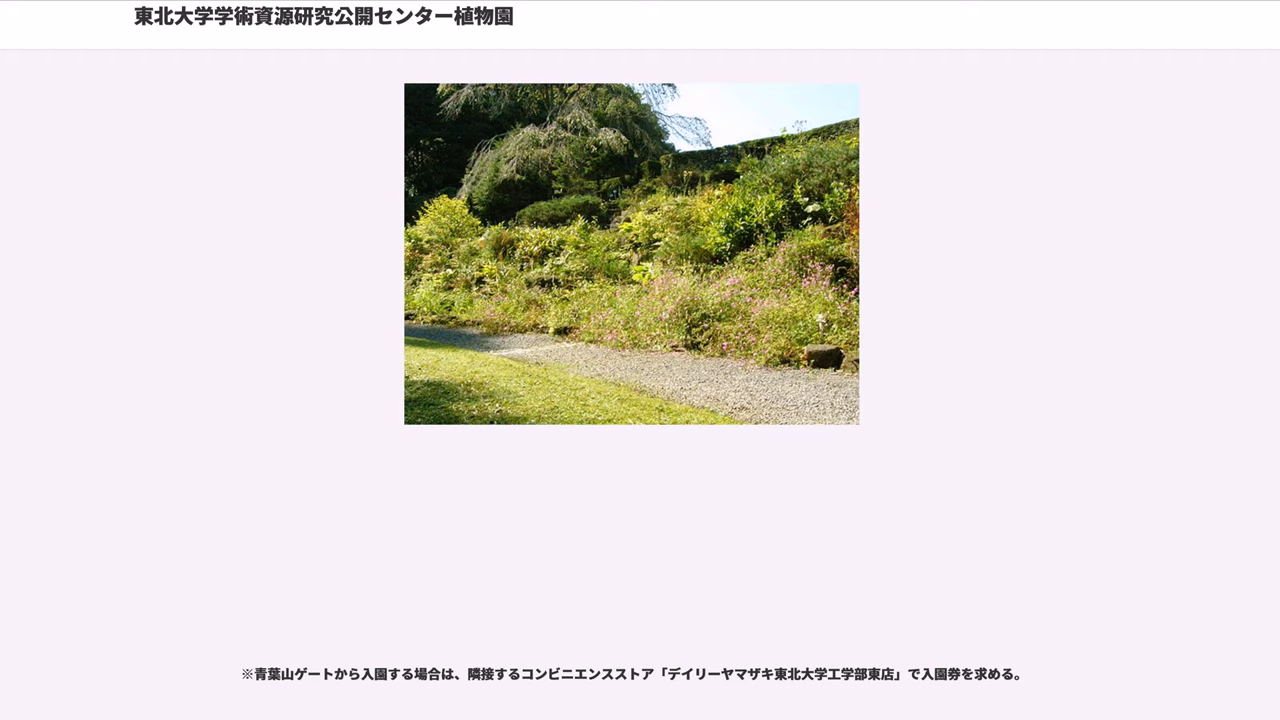 東北大学学術資源研究公開センター植物園
※青葉山ゲートから入園する場合は、隣接するコンビニエンスストア「デイリーヤマザキ東北大学工学部東店」で入園券を求める。